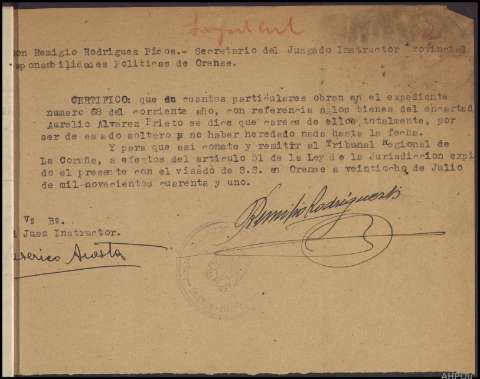 on Remigio Rodriguez Picos.- Secretario del Juzgado Instructor rovincial
esponsabilidades Politicas de Orense.
CERTIFICO: que de cuantos particulares obran en el expediente
numero 68 del corriente año, con referencia a los bienes del encartad
Aurelio Alvarez Prieto se dice que carece de ellos totalmente, por
ser de estado soltero y no haber heredado nada hasta la fecha.
Y para que asi conste y remitir al Tribunal Regional de
La Coruña, a efectos del articulo 51 de la Ley de la Jurisdiccion expi
do el presente con el visado de S.S. en Orense a veintiocho de Julio
de mil novecientos cuarenta y uno.
Vº Bº.
Juez Instructor.
Remigio Rodriguez
Acosta
AHPOU